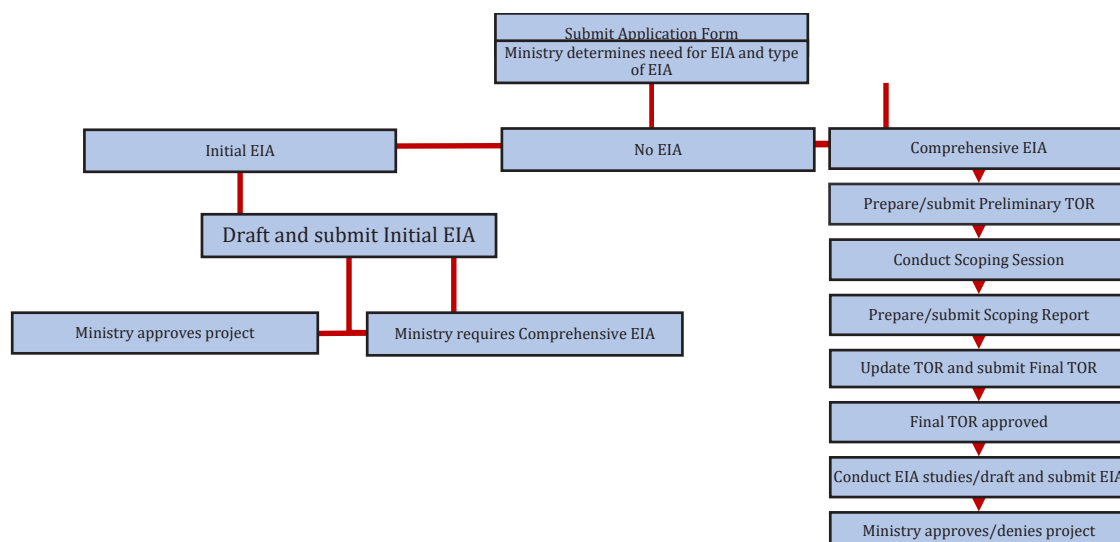 Submit Application Form
Ministry determines need for EIA and type
of EIA
Initial EIA
No EIA
Comprehensive EIA
Draft and submit Initial EIA
Ministry approves project
Ministry requires Comprehensive EIA
Prepare/submit Preliminary TOR
Conduct Scoping Session
Prepare/submit Scoping Report
Update TOR and submit Final TOR
Final TOR approved
Conduct EIA studies/draft and submit EIA
Ministry approves/denies project